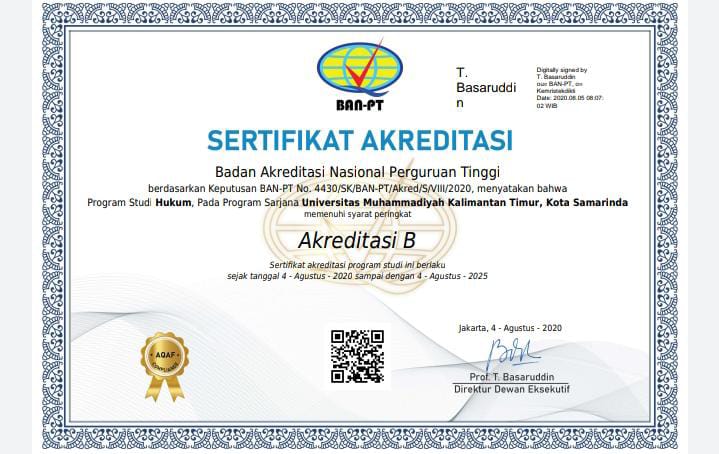 BAN-PT
T.
Basaruddi
n
Digitally signed by
T. Basaruddin
ou= BAN-PT, o=
Kemristekdikti
Date: 2020.08.05 08:07:
02 WIB
SERTIFIKAT AKREDITASI
Badan Akreditasi Nasional Perguruan Tinggi
berdasarkan Keputusan BAN-PT No. 4430/SK/BAN-PT/Akred/S/VIII/2020, menyatakan bahwa
Program Studi Hukum, Pada Program Sarjana Universitas Muhammadiyah Kalimantan Timur, Kota Samarinda
memenuhi syarat peringkat
Akreditasi B
Sertifikat akreditasi program studi ini berlaku
sejak tanggal 4 - Agustus - 2020 sampai dengan 4 - Agustus - 2025
Jakarta, 4 - Agustus - 2020
AQAF
COMPLIANCE
Prof. T. Basaruddin
Direktur Dewan Eksekutif